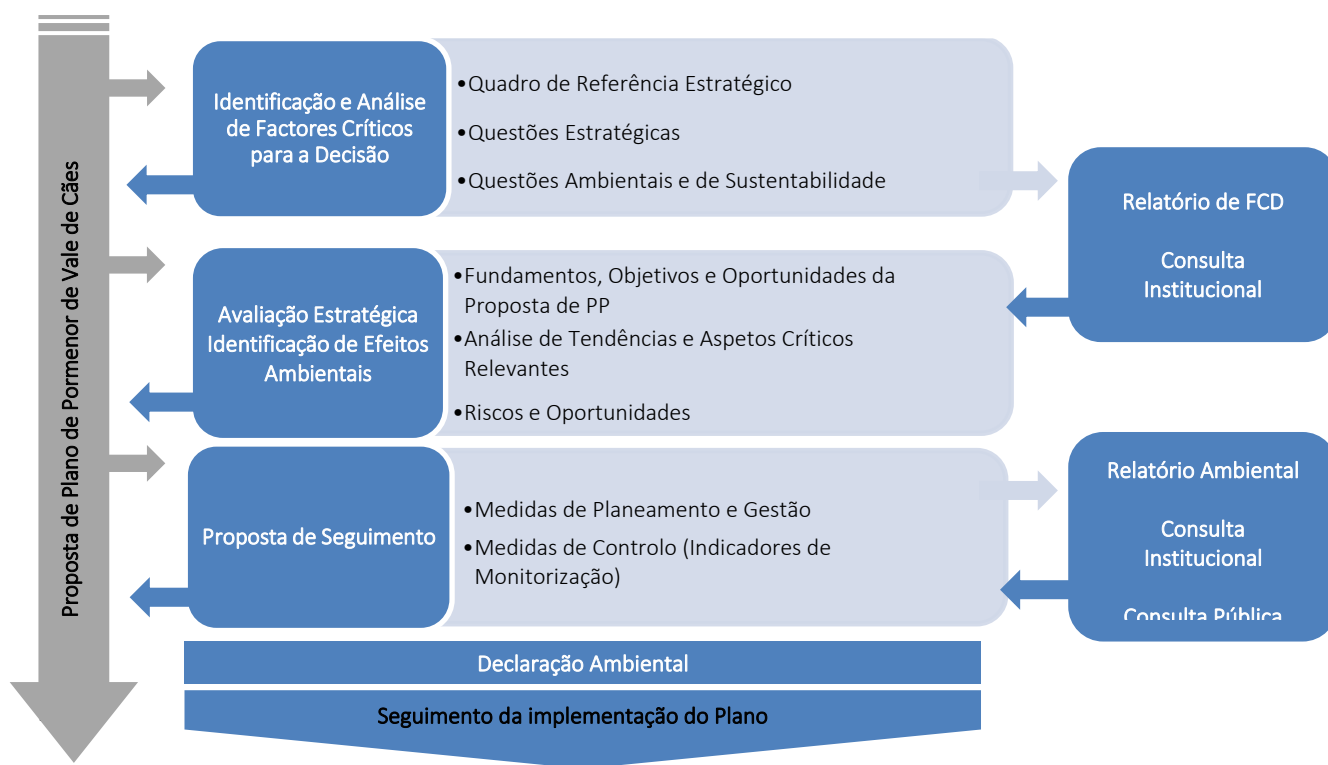 Proposta de Plano de Pormenor de Vale de Cães
Identificação e Análise
de Factores Críticos
para a Decisão
•Quadro de Referência Estratégico
•Questões Estratégicas
•Questões Ambientais e de Sustentabilidade
Relatório de FCD
Consulta
Institucional
Avaliação Estratégica
Identificação de Efeitos
Ambientais
•Fundamentos, Objetivos e Oportunidades da
Proposta de PP
•Análise de Tendências e Aspetos Críticos
Relevantes
•Riscos e Oportunidades
Proposta de Seguimento
•Medidas de Planeamento e Gestão
•Medidas de Controlo (Indicadores de
Monitorização)
Relatório Ambiental
Consulta
Institucional
Consulta Pública
Declaração Ambiental
Seguimento da implementação do Plano